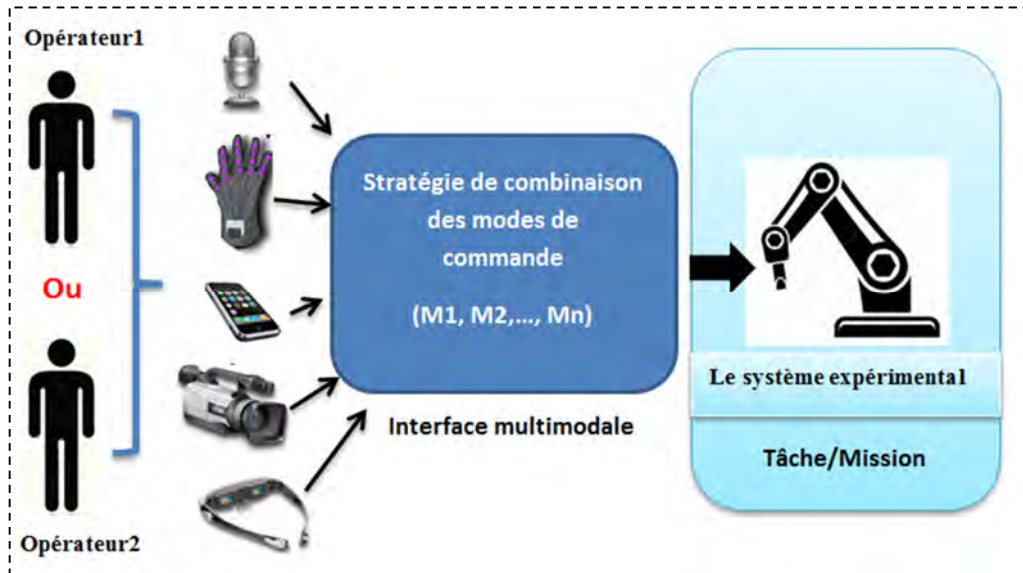 Opérateur1
Ou
Opérateur2
Stratégie de combinaison
des modes de
commande
(M1, M2,..., Mn)
Interface multimodale
Le système expérimental
Tâche/Mission